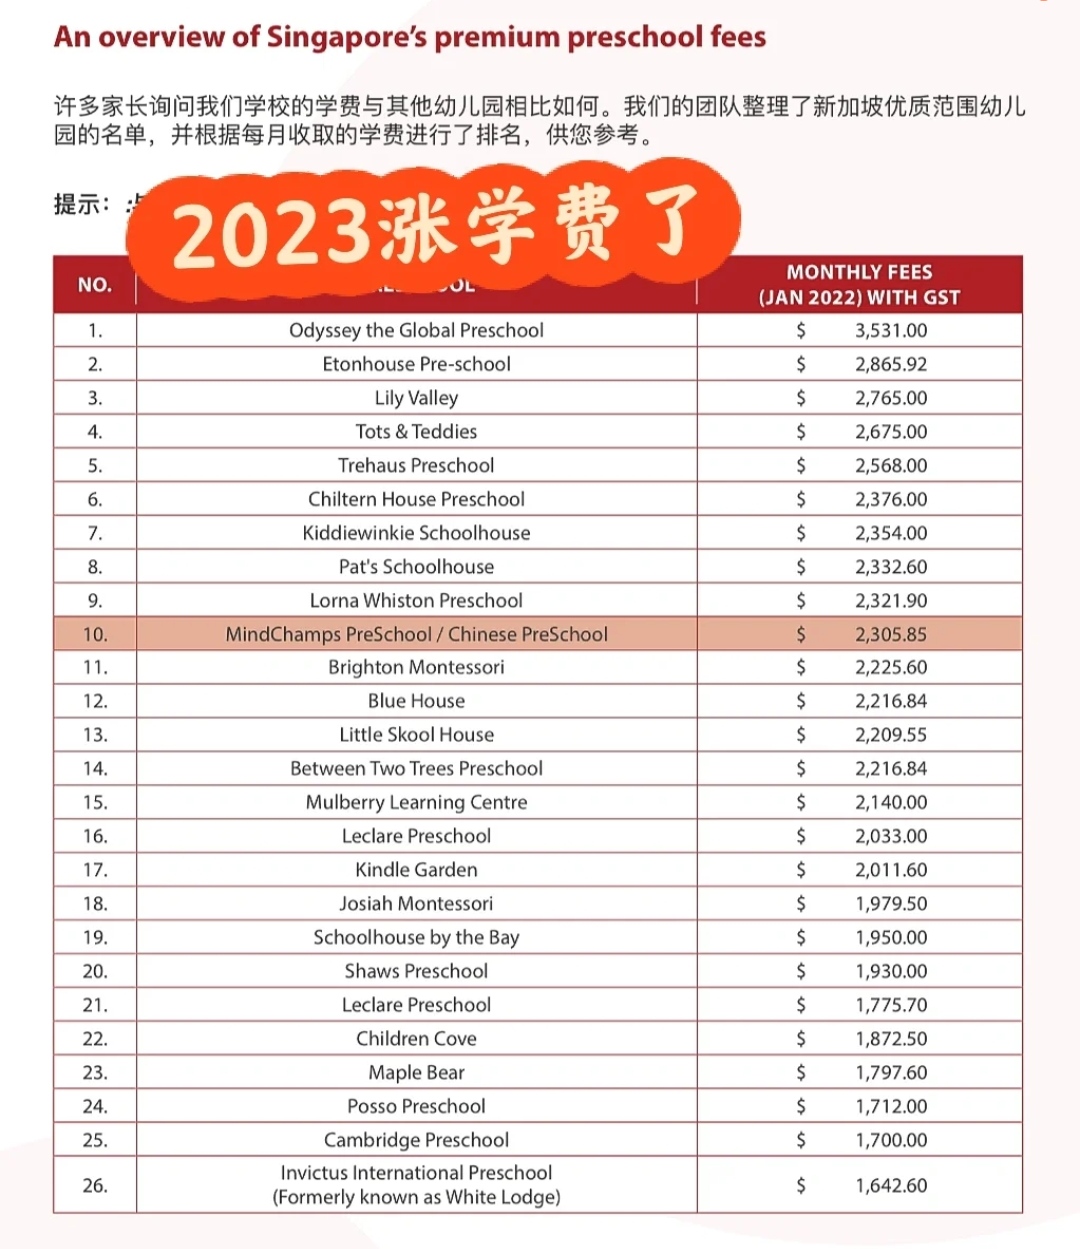 An overview of Singapore's premium preschool fees
许多家长询问我们学校的学费与其他幼儿园相比如何。我们的团队整理了新加坡优质范围幼儿
园的名单，并根据每月收取的学费进行了排名，供您参考。
提示：
2023涨学费了
NO. MONTHLY FEES
(JAN 2022) WITH GST
1. Odyssey the Global Preschool $ 3,531.00
2. Etonhouse Pre-school $ 2,865.92
3. Lily Valley $ 2,765.00
4. Tots & Teddies $ 2,675.00
5. Trehaus Preschool $ 2,568.00
6. Chiltern House Preschool $ 2,376.00
7. Kiddiewinkie Schoolhouse $ 2,354.00
8. Pat's Schoolhouse $ 2,332.60
9. Lorna Whiston Preschool $ 2,321.90
10. MindChamps PreSchool / Chinese PreSchool $ 2,305.85
11. Brighton Montessori $ 2,225.60
12. Blue House $ 2,216.84
13. Little Skool House $ 2,209.55
14. Between Two Trees Preschool $ 2,216.84
15. Mulberry Learning Centre $ 2,140.00
16. Leclare Preschool $ 2,033.00
17. Kindle Garden $ 2,011.60
18. Josiah Montessori $ 1,979.50
19. Schoolhouse by the Bay $ 1,950.00
20. Shaws Preschool $ 1,930.00
21. Leclare Preschool $ 1,775.70
22. Children Cove $ 1,872.50
23. Maple Bear $ 1,797.60
24. Posso Preschool $ 1,712.00
25. Cambridge Preschool $ 1,700.00
26. Invictus International Preschool $ 1,642.60
(Formerly known as White Lodge)